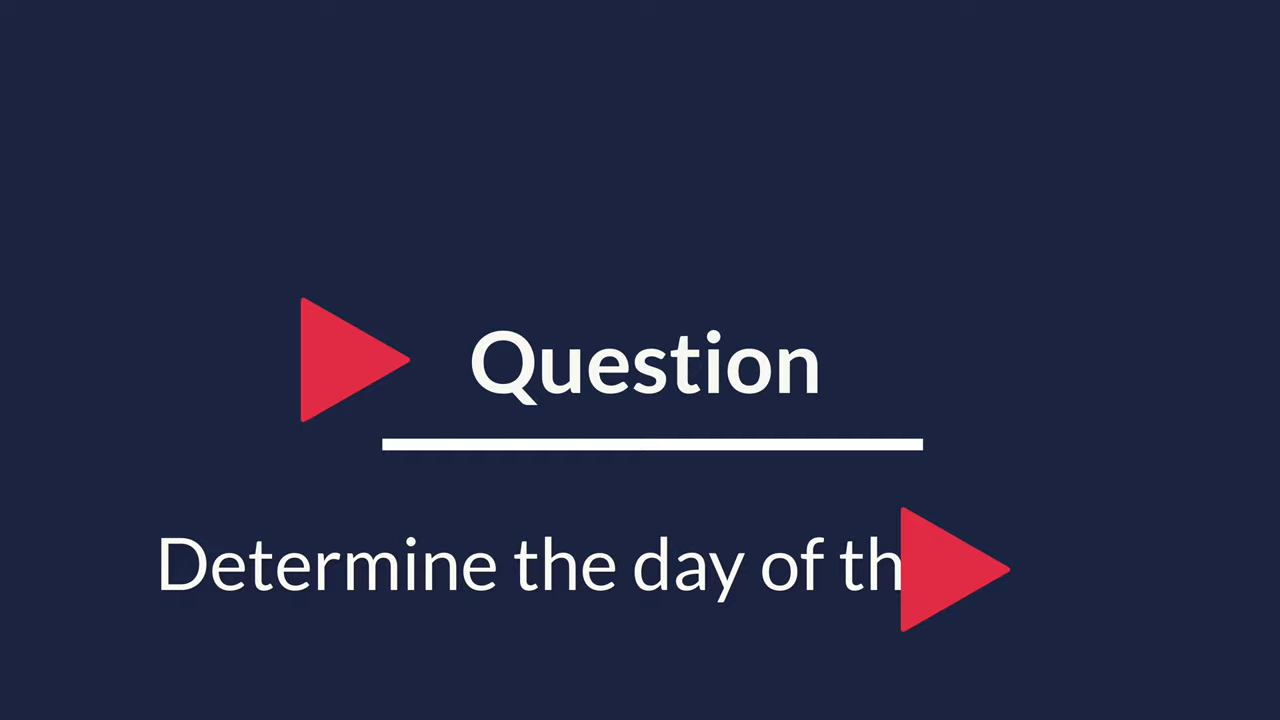 Question
Determine the day of th